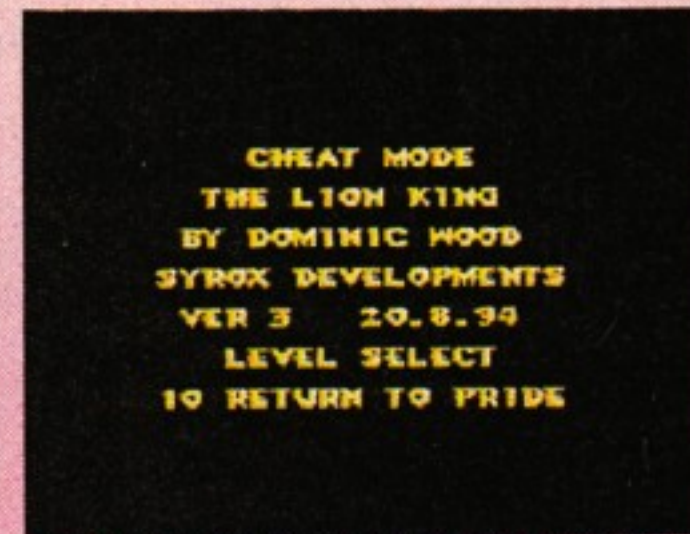 CHEAT MODE
THE LION KING
BY DOMINIC WOOD
SYROX DEVELOPMENTS
VER 3 20.8.94
LEVEL SELECT
10 RETURN TO PRIDE